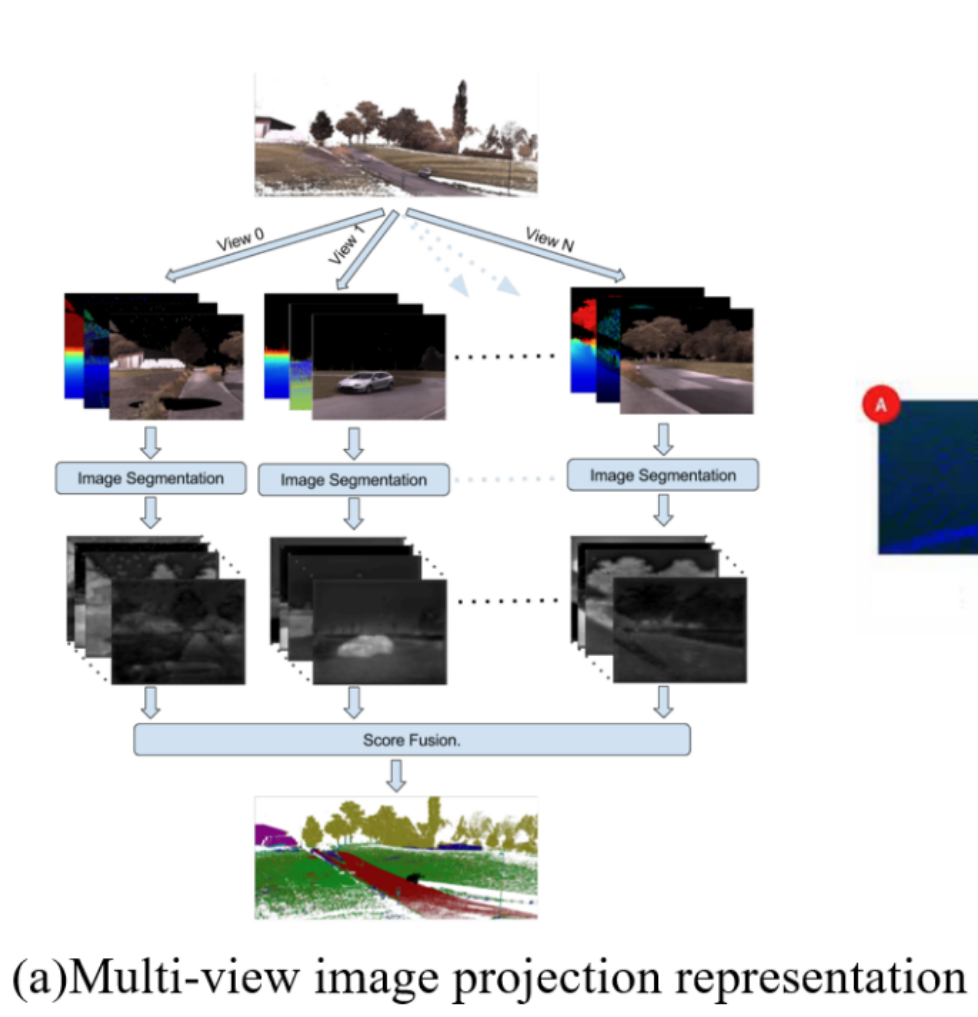 View 0
View 1
View N
Image Segmentation
Image Segmentation
Image Segmentation
A
Score Fusion.
(a)Multi-view image projection representation